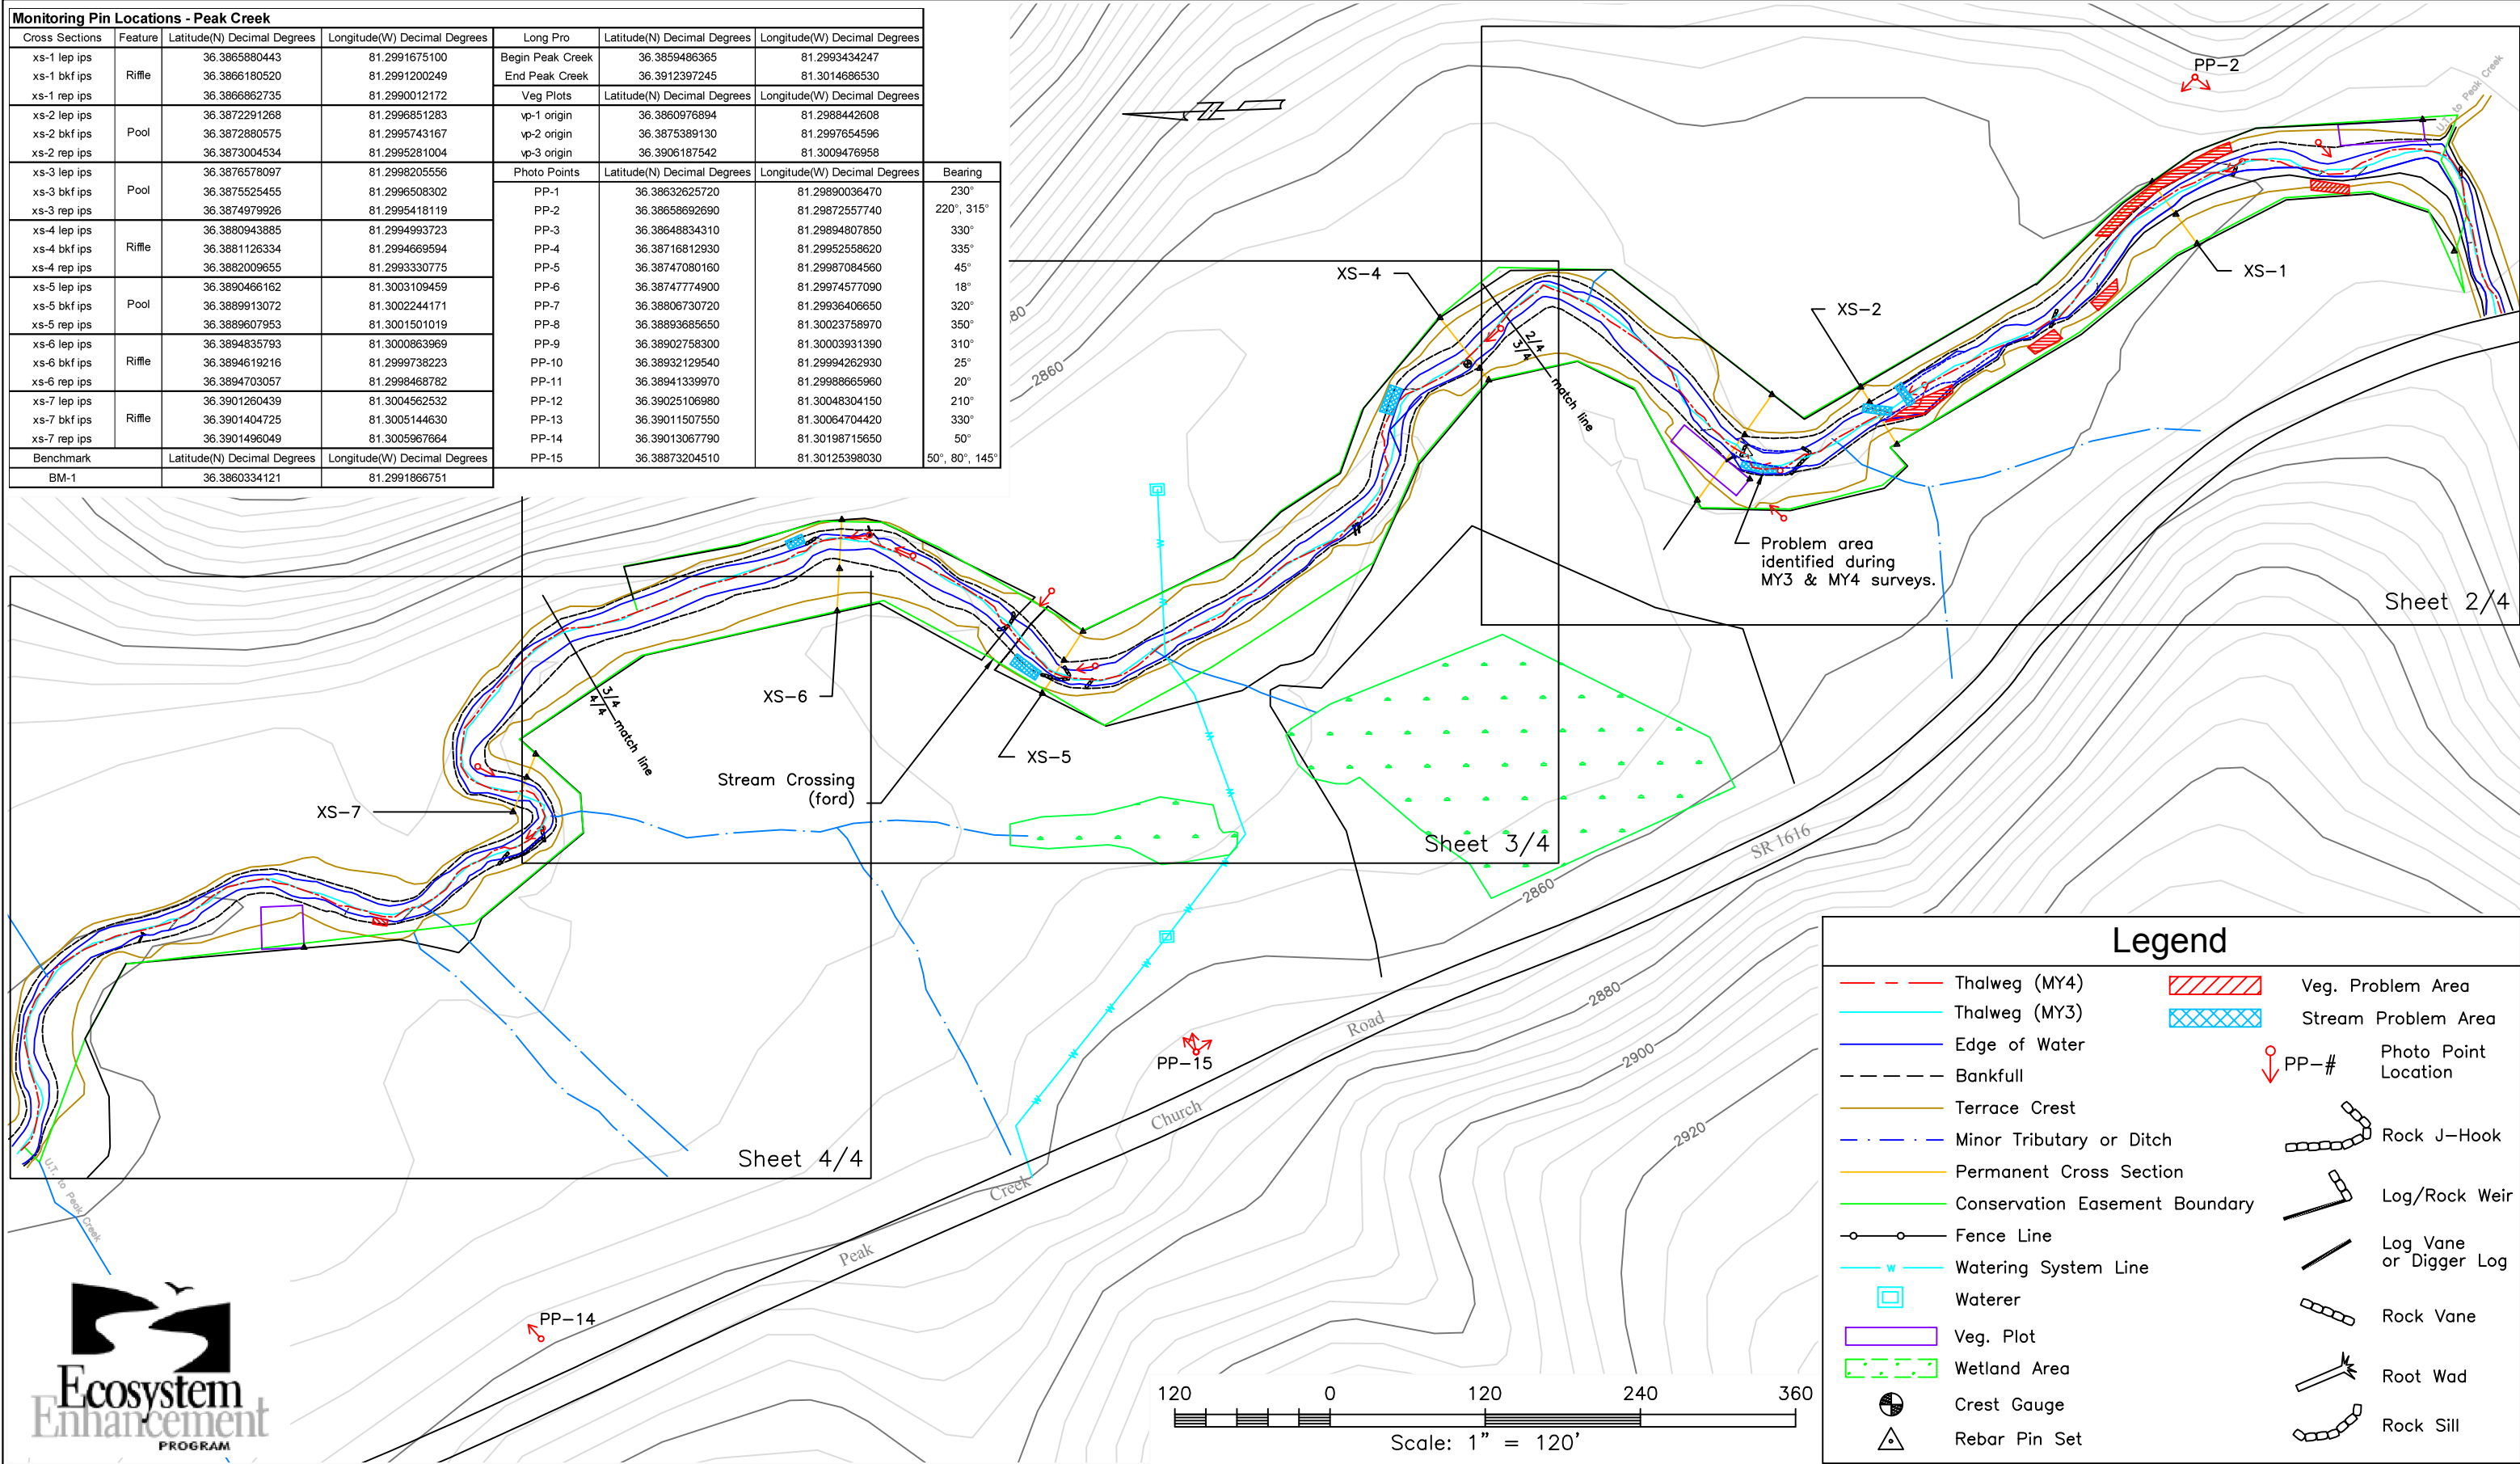 Monitoring Pin Locations - Peak Creek
Cross Sections Feature Latitude(N) Decimal Degrees Longitude(W) Decimal Degrees Long Pro Latitude(N) Decimal Degrees Longitude(W) Decimal Degrees
xs-1 lep ips 36.3865880443 81.2991675100 Begin Peak Creek 36.3859486365 81.2993434247
xs-1 bkf ips Riffle 36.3866180520 81.2991200249 End Peak Creek 36.3912397245 81.3014686530
xs-1 rep ips 36.3866862735 81.2990012172 Veg Plots Latitude(N) Decimal Degrees Longitude(W) Decimal Degrees
xs-2 lep ips 36.3872291268 81.2996851283 vp-1 origin 36.3860976894 81.2988442608
xs-2 bkf ips Pool 36.3872880575 81.2995743167 vp-2 origin 36.3875389130 81.2997654596
xs-2 rep ips 36.3873004534 81.2995281004 vp-3 origin 36.3906187542 81.3009476958
xs-3 lep ips 36.3876578097 81.2998205556 Photo Points Latitude(N) Decimal Degrees Longitude(W) Decimal Degrees Bearing
xs-3 bkf ips Pool 36.3875525455 81.2996508302 PP-1 36.38632625720 81.29890036470 230°
xs-3 rep ips 36.3874979926 81.2995418119 PP-2 36.38658692690 81.29872557740 220°, 315°
xs-4 lep ips 36.3880943885 81.2994993723 PP-3 36.38648834310 81.29894807850 330°
xs-4 bkf ips Riffle 36.3881126334 81.2994669594 PP-4 36.38716812930 81.29952558620 335°
xs-4 rep ips 36.3882009655 81.2993330775 PP-5 36.38747080160 81.29987084560 45°
xs-5 lep ips 36.3890466162 81.3003109459 PP-6 36.38747774900 81.29974577090 18°
xs-5 bkf ips Pool 36.3889913072 81.3002244171 PP-7 36.38806730720 81.29936406650 320°
xs-5 rep ips 36.3889607953 81.3001501019 PP-8 36.38893685650 81.30023758970 350°
xs-6 lep ips 36.3894835793 81.3000863969 PP-9 36.38902758300 81.30003931390 310°
xs-6 bkf ips Riffle 36.3894619216 81.2999738223 PP-10 36.38932129540 81.29994262930 25°
xs-6 rep ips 36.3894703057 81.2998468782 PP-11 36.38941339970 81.29988665960 20°
xs-7 lep ips 36.3901260439 81.3004562532 PP-12 36.39025106980 81.30048304150 210°
xs-7 bkf ips Riffle 36.3901404725 81.3005144630 PP-13 36.39011507550 81.30064704420 330°
xs-7 rep ips 36.3901496049 81.3005967664 PP-14 36.39013067790 81.30198715650 50°
Benchmark Latitude(N) Decimal Degrees Longitude(W) Decimal Degrees PP-15 36.38873204510 81.30125398030 50°, 80°, 145°
BM-1 36.3860334121 81.2991866751
PP-2
U.T. to Peak Creek
XS-4
XS-1
XS-2
80
2860
2/4
3/4
match line
Problem area
identified during
MY3 & MY4 surveys.
Sheet 2/4
XS-6
XS-5
3/4
4/4
match line
Stream Crossing
(ford)
XS-7
Sheet 3/4
SR 1616
2860
2880
2900
2920
PP-15
Road
Church
Creek
Peak
Sheet 4/4
U.T. to Peak Creek
PP-14
Ecosystem
Enhancement
PROGRAM
120 0 120 240 360
Scale: 1" = 120'
Legend
Thalweg (MY4)
Thalweg (MY3)
Edge of Water
Bankfull
Terrace Crest
Minor Tributary or Ditch
Permanent Cross Section
Conservation Easement Boundary
Fence Line
W Watering System Line
Waterer
Veg. Plot
Wetland Area
Crest Gauge
Rebar Pin Set
Veg. Problem Area
Stream Problem Area
PP-# Photo Point
Location
Rock J-Hook
Log/Rock Weir
Log Vane
or Digger Log
Rock Vane
Root Wad
Rock Sill